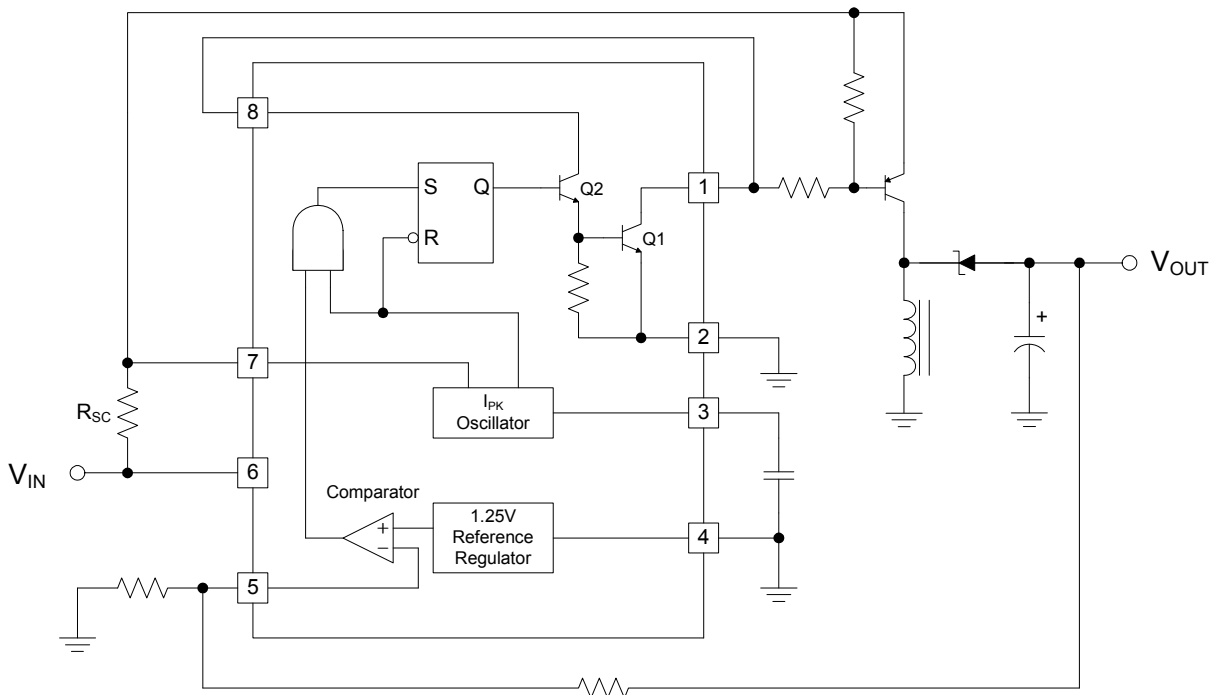 8
S Q
Q2
1
R
Q1
V_OUT
2
+
7
R_SC
I_PK
Oscillator
3
V_IN
6
Comparator
1.25V
Reference
Regulator
+
−
4
5